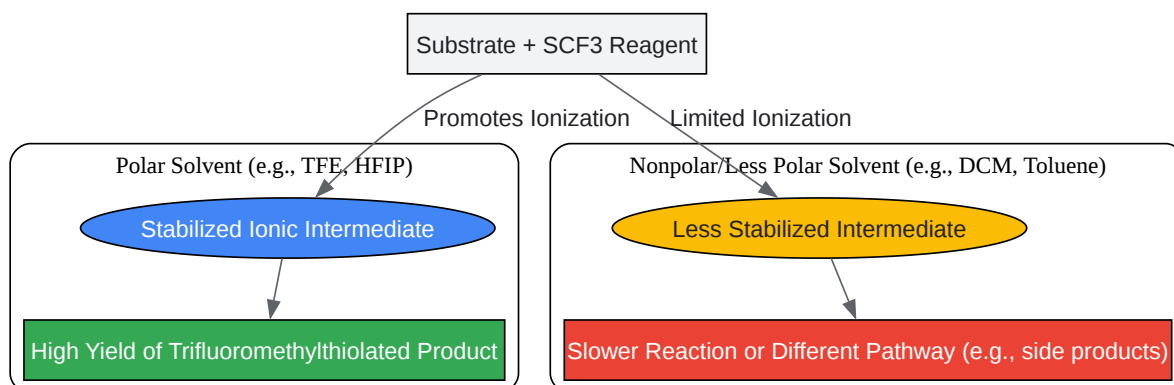 Substrate + SCF3 Reagent
Promotes Ionization
Limited Ionization
Polar Solvent (e.g., TFE, HFIP)
Nonpolar/Less Polar Solvent (e.g., DCM, Toluene)
Stabilized Ionic Intermediate
Less Stabilized Intermediate
High Yield of Trifluoromethylthiolated Product
Slower Reaction or Different Pathway (e.g., side products)